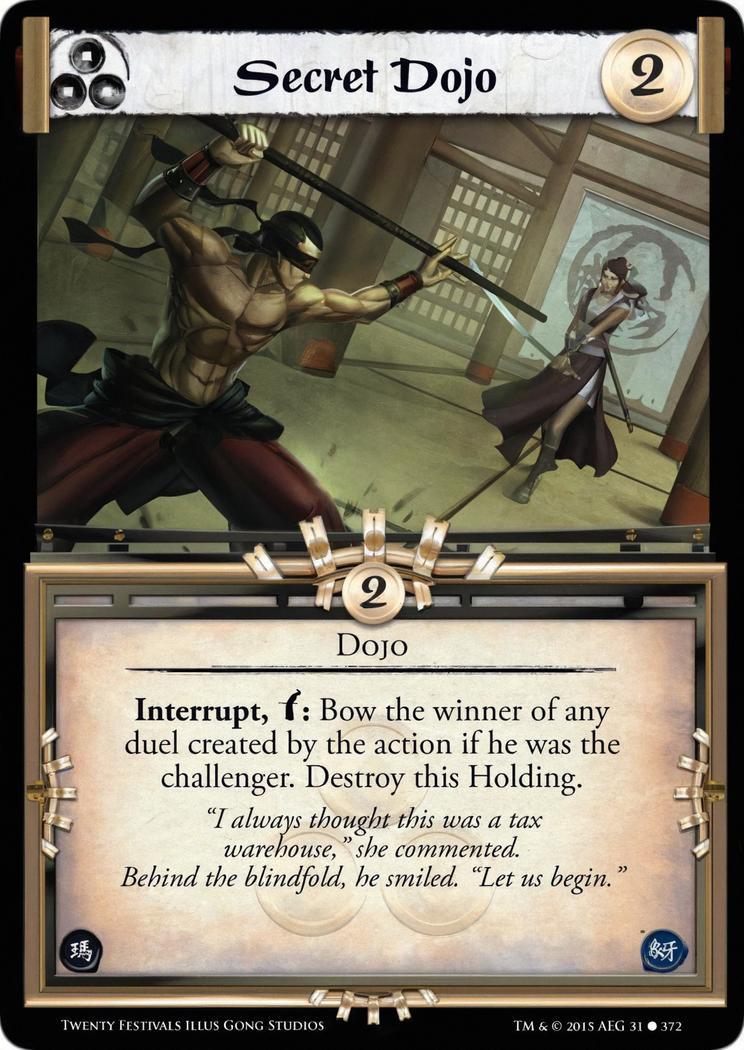 Secret Dojo
2
2
Dojo
Interrupt, : Bow the winner of any
duel created by the action if he was the
challenger. Destroy this Holding.
“I always thought this was a tax
warehouse,” she commented.
Behind the blindfold, he smiled. “Let us begin.”
Twenty Festivals Illus Gong Studios
TM & © 2015 AEG 31 ● 372